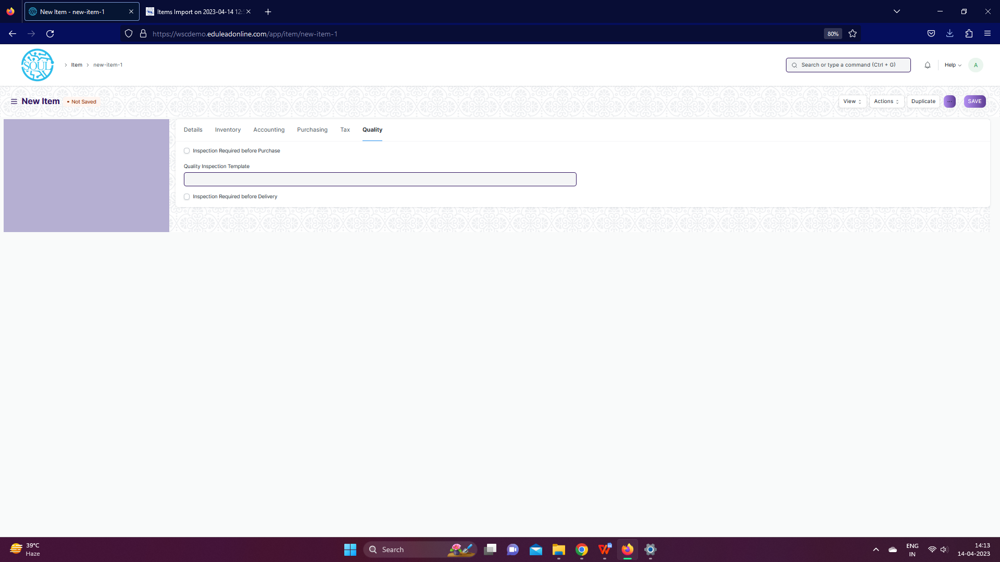 New Item - new-item-1
Items Import on 2023-04-14 12:
https://wscdemo.eduleadonline.com/app/item/new-item-1
80%
SOUL
Item
new-item-1
Search or type a command (Ctrl + G)
Help
A
New Item
• Not Saved
View
Actions
Duplicate
...
SAVE
Details
Inventory
Accounting
Purchasing
Tax
Quality
Inspection Required before Purchase
Quality Inspection Template
Inspection Required before Delivery
39°C
Haze
Search
ENG
IN
14:13
14-04-2023